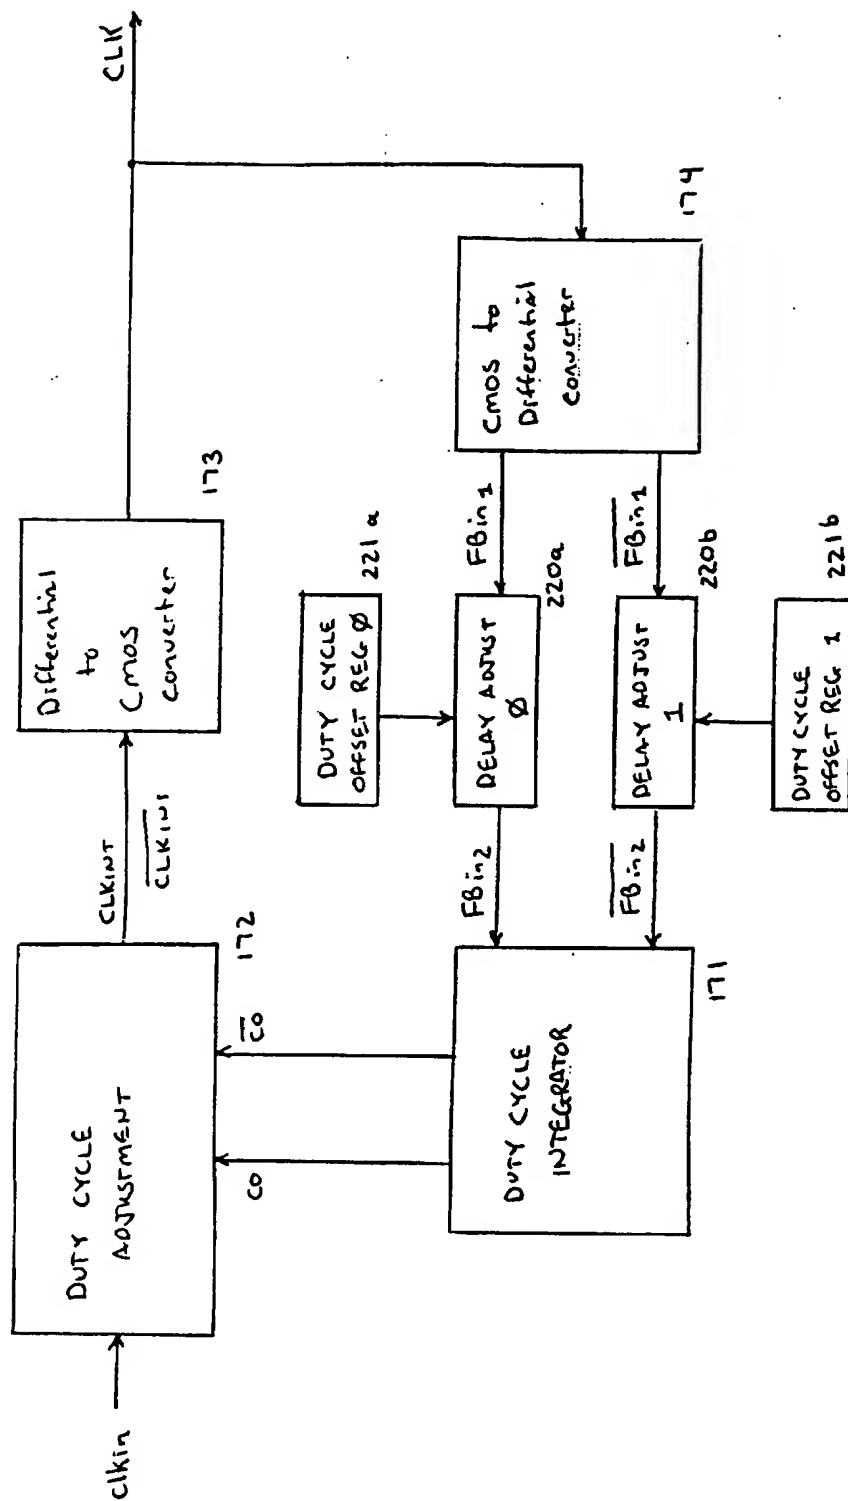 clkin
DUTY CYCLE
ADJUSTMENT
172
CLKINT
CLKINS
Differential
to
Cmos
Converter
173
CLK
CO
CO
DUTY CYCLE
INTEGRATOR
171
FBin2
FBin2
DUTY CYCLE
OFFSET REG Ø
221a
DELAY ADJUST
Ø
220a
DELAY ADJUST
1
220b
DUTY CYCLE
OFFSET REG 1
221b
FBin1
FBin1
Cmos to
Differential
Converter
174